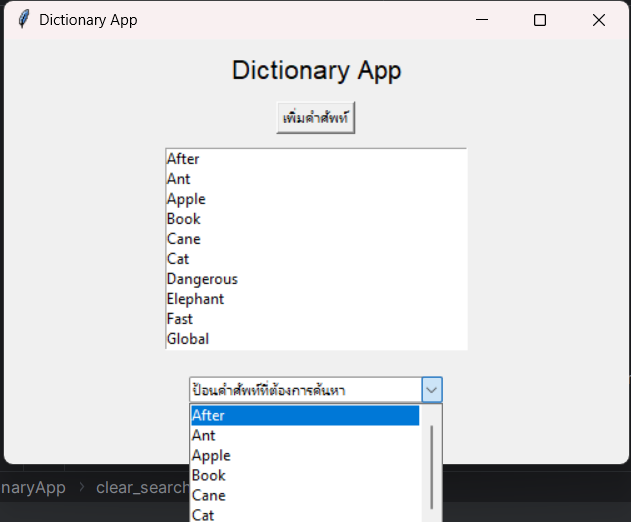 Dictionary App
Dictionary App
เพิ่มคำศัพท์
After
Ant
Apple
Book
Cane
Cat
Dangerous
Elephant
Fast
Global
ป้อนคำศัพท์ที่ต้องการค้นหา
After
Ant
Apple
Book
Cane
Cat
naryApp > clear_search